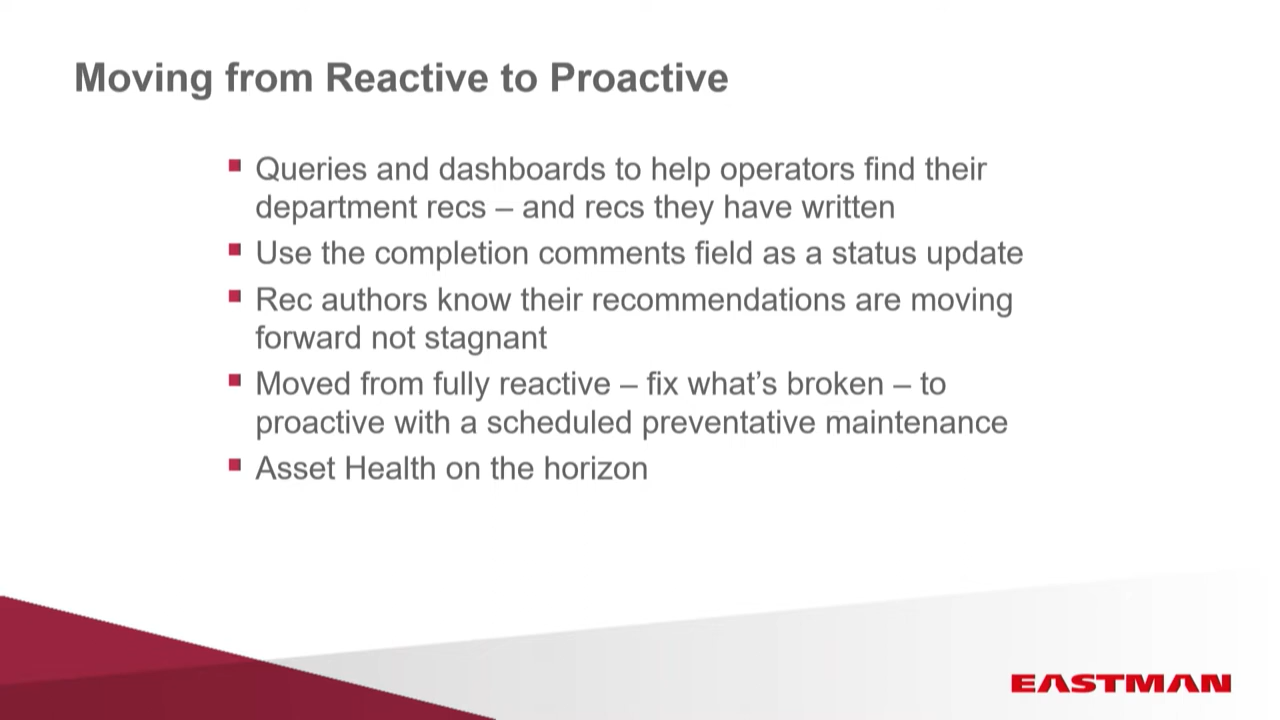 Moving from Reactive to Proactive
Queries and dashboards to help operators find their
department recs – and recs they have written
Use the completion comments field as a status update
Rec authors know their recommendations are moving
forward not stagnant
Moved from fully reactive – fix what’s broken – to
proactive with a scheduled preventative maintenance
Asset Health on the horizon
EASTMAN